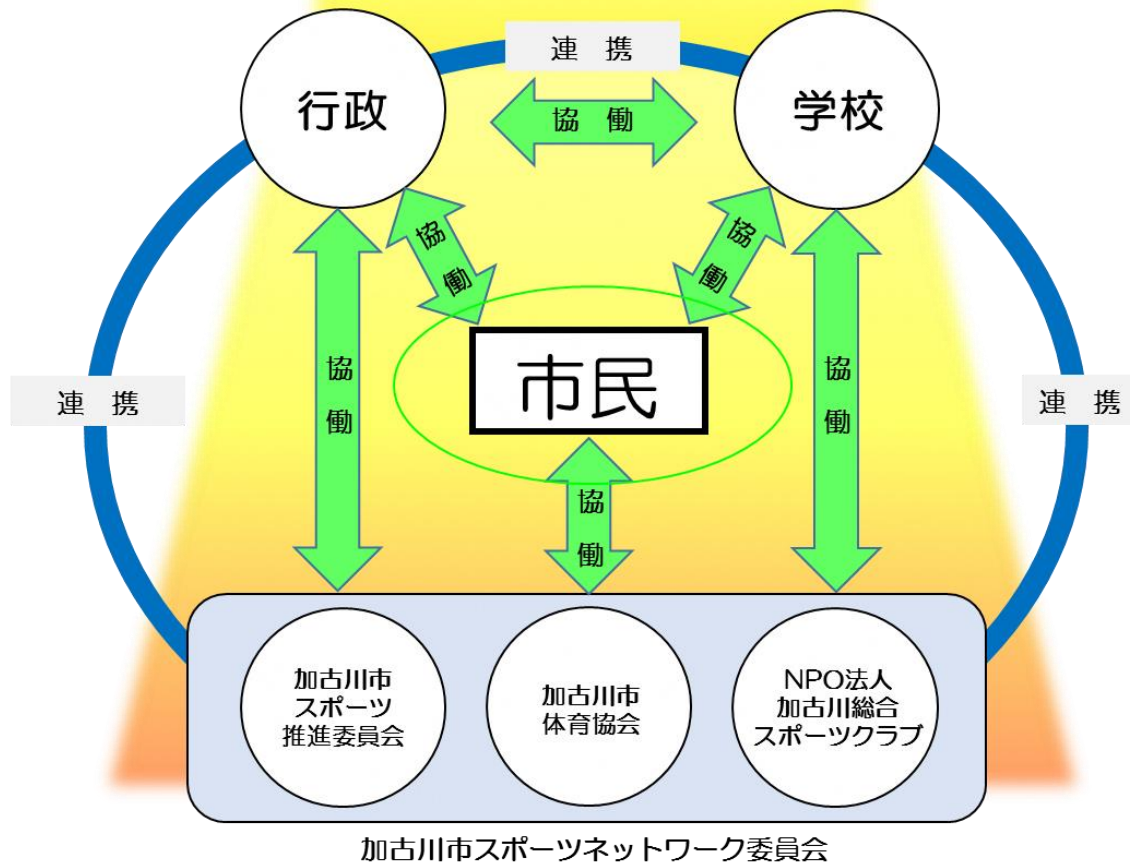 連 携
行政
協 働
学校
協
働
協
働
市民
協
働
協
働
連 携
連 携
協
働
加古川市
スポーツ
推進委員会
加古川市
体育協会
NPO法人
加古川総合
スポーツクラブ
加古川市スポーツネットワーク委員会